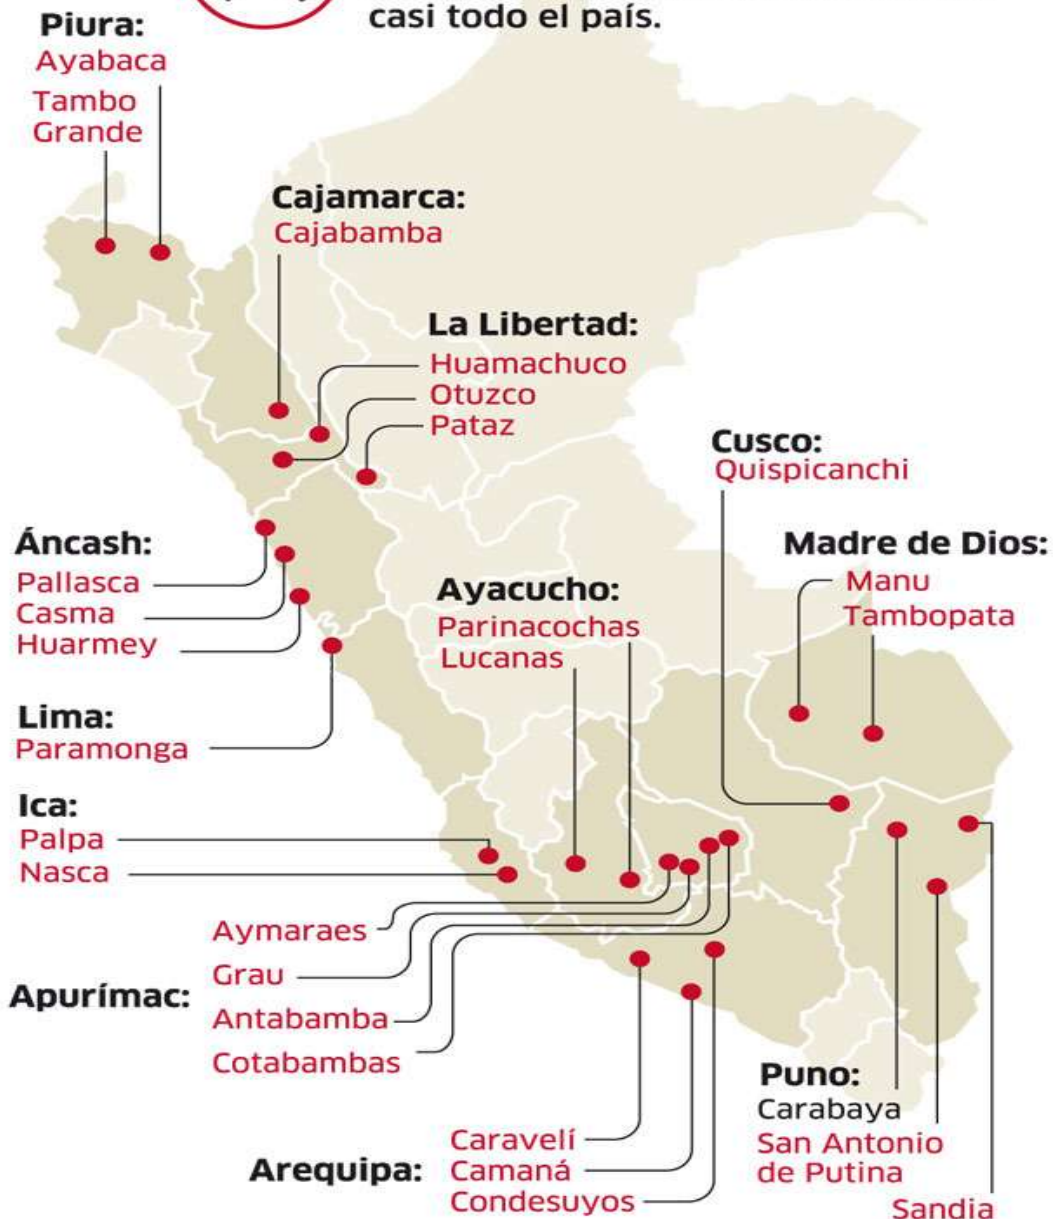 casi todo el país.
Piura:
Ayabaca
Tambo
Grande
Cajamarca:
Cajabamba
La Libertad:
Huamachuco
Otuzco
Pataz
Cusco:
Quispicanchi
Madre de Dios:
Manu
Tambopata
Áncash:
Pallasca
Casma
Huarmey
Ayacucho:
Parinacochas
Lucanas
Lima:
Paramonga
Ica:
Palpa
Nasca
Apurímac:
Aymaraes
Grau
Antabamba
Cotabambas
Arequipa:
Caravelí
Camaná
Condesuyos
Puno:
Carabaya
San Antonio
de Putina
Sandia